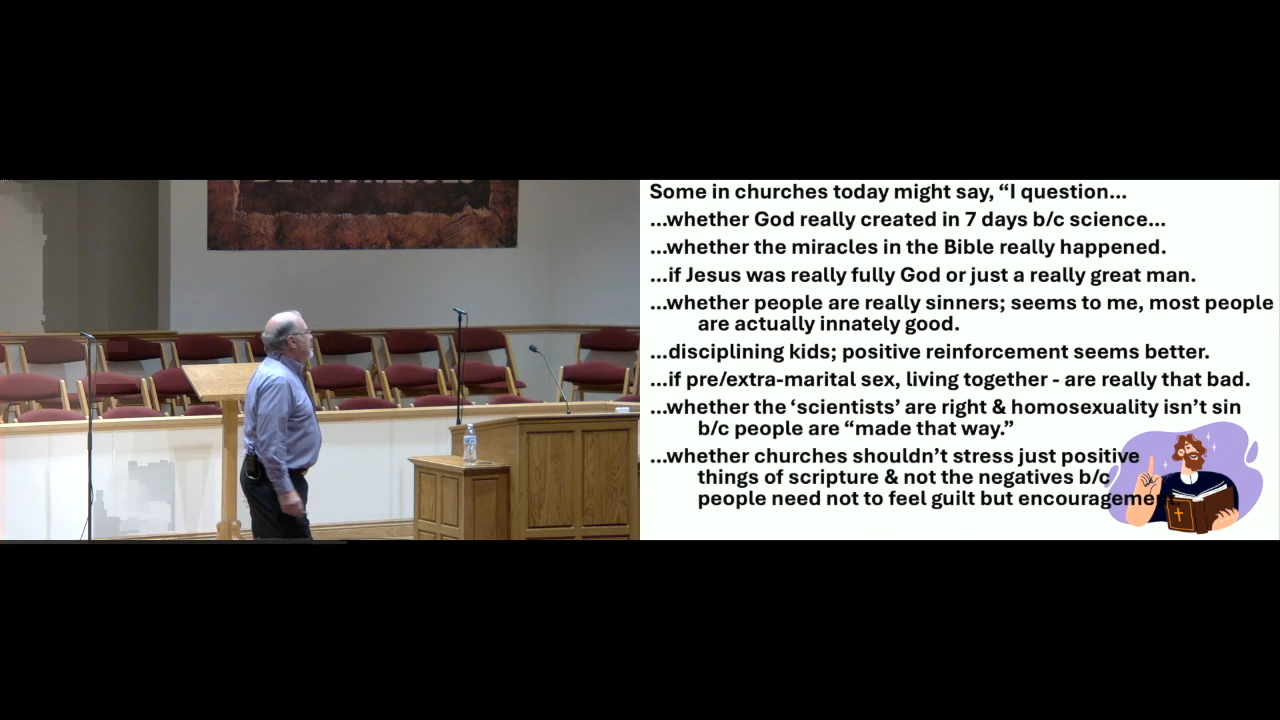 Some in churches today might say, “I question...
...whether God really created in 7 days b/c science...
...whether the miracles in the Bible really happened.
...if Jesus was really fully God or just a really great man.
...whether people are really sinners; seems to me, most people
are actually innately good.
...disciplining kids; positive reinforcement seems better.
...if pre/extra-marital sex, living together - are really that bad.
...whether the ‘scientists’ are right & homosexuality isn’t sin
b/c people are “made that way.”
...whether churches shouldn’t stress just positive
things of scripture & not the negatives b/c
people need not to feel guilt but encouragement.